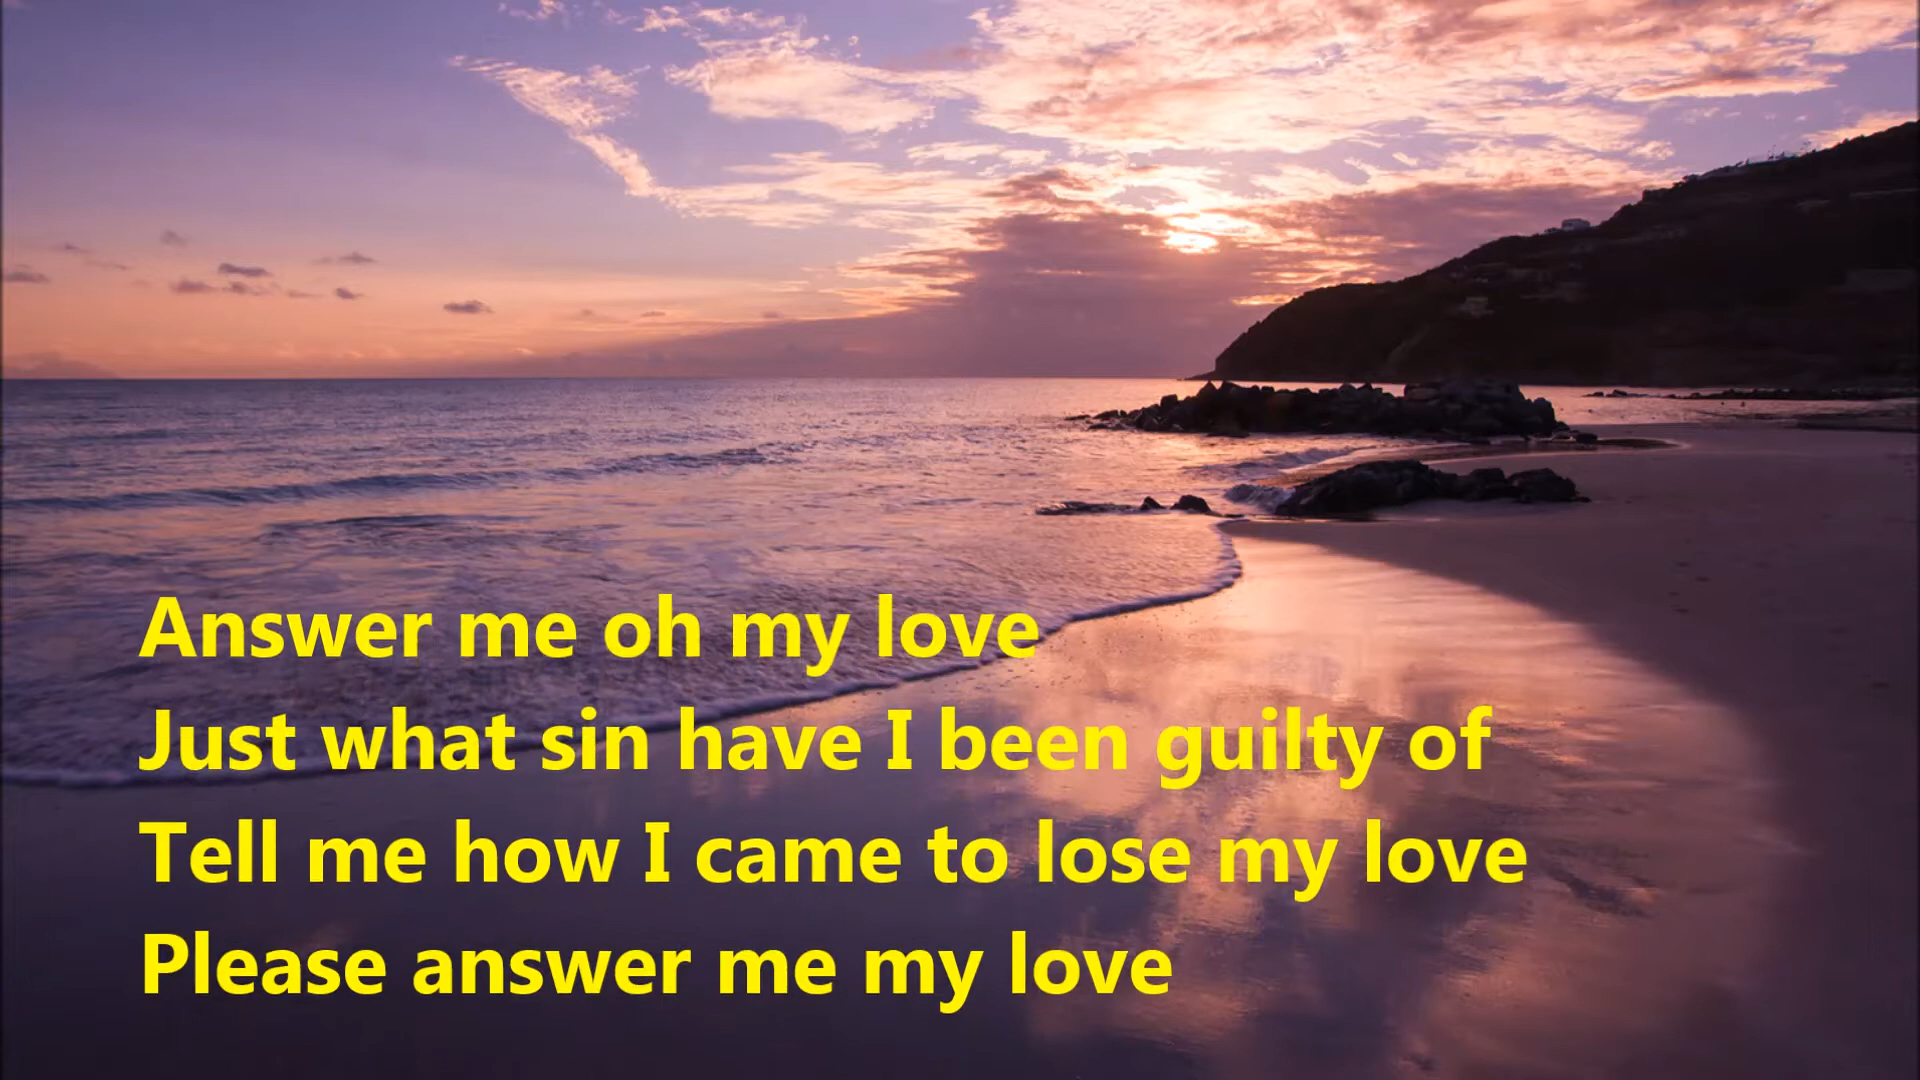 Answer me oh my love
Just what sin have I been guilty of
Tell me how I came to lose my love
Please answer me my love